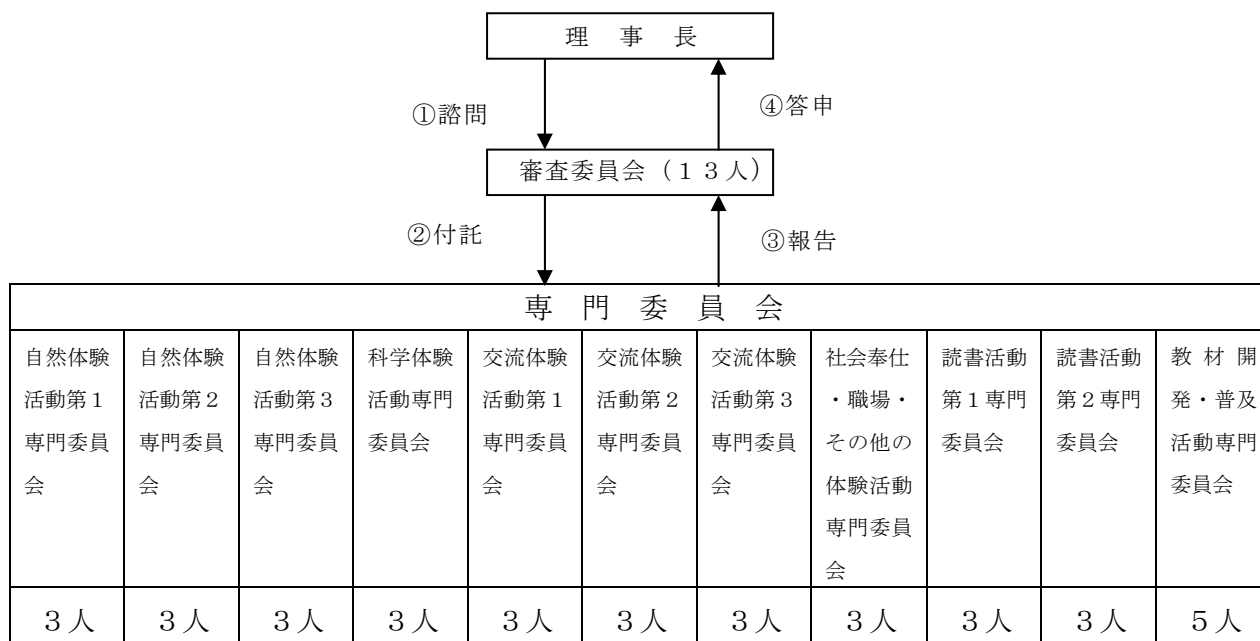 理　事　長
①諮問
④答申
審査委員会（１３人）
②付託
③報告
専　門　委　員　会
自然体験
活動第１
専門委員
会
自然体験
活動第２
専門委員
会
自然体験
活動第３
専門委員
会
科学体験
活動専門
委員会
交流体験
活動第１
専門委員
会
交流体験
活動第２
専門委員
会
交流体験
活動第３
専門委員
会
社会奉仕
・職場・
その他の
体験活動
専門委員
会
読書活動
第１専門
委員会
読書活動
第２専門
委員会
教 材 開
発・普及
活動専門
委員会
３人
３人
３人
３人
３人
３人
３人
３人
３人
３人
５人